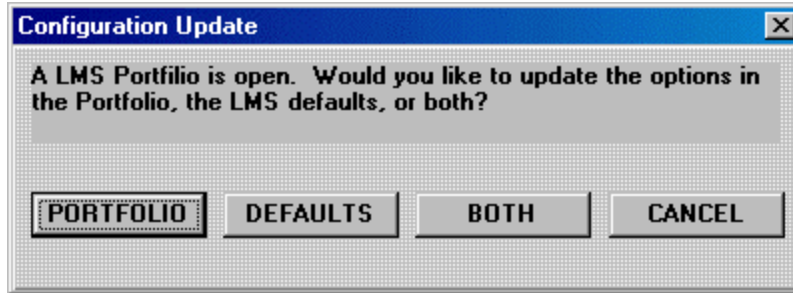 Configuration Update
A LMS Portfilio is open.  Would you like to update the options in
the Portfolio, the LMS defaults, or both?
PORTFOLIO DEFAULTS BOTH CANCEL